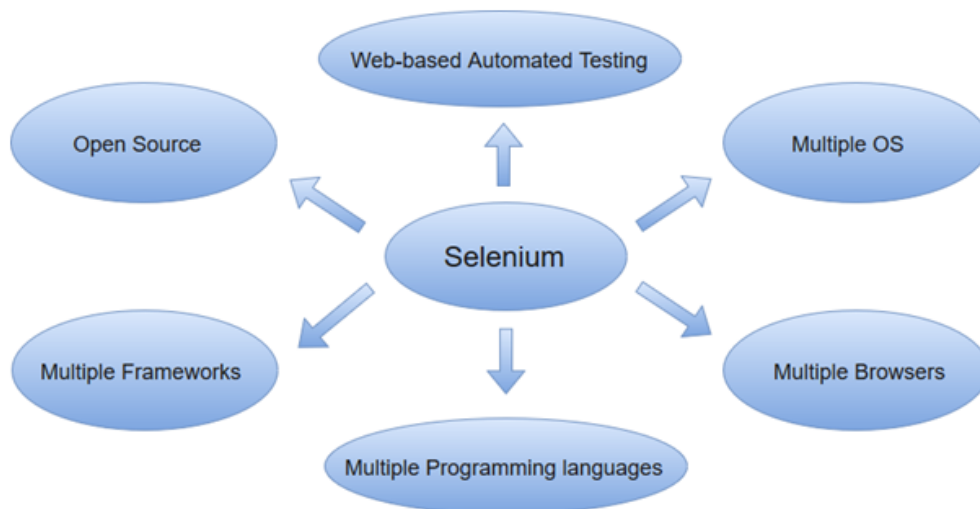 Web-based Automated Testing
Open Source
Multiple OS
Selenium
Multiple Frameworks
Multiple Browsers
Multiple Programming languages